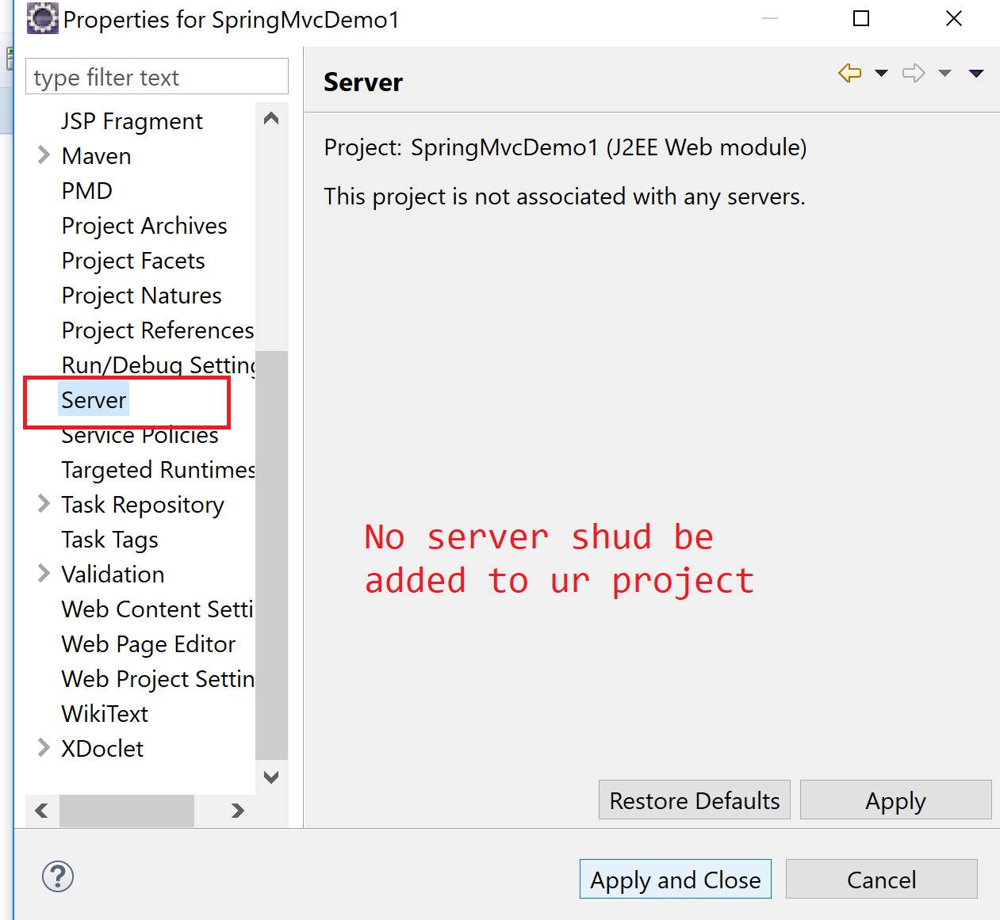 Properties for SpringMvcDemo1
type filter text
JSP Fragment
Maven
PMD
Project Archives
Project Facets
Project Natures
Project References
Run/Debug Setting
Server
Service Policies
Targeted Runtimes
Task Repository
Task Tags
Validation
Web Content Setti
Web Page Editor
Web Project Settin
WikiText
XDoclet
Server
Project: SpringMvcDemo1 (J2EE Web module)
This project is not associated with any servers.
No server shud be
added to ur project
Restore Defaults
Apply
?
Apply and Close
Cancel